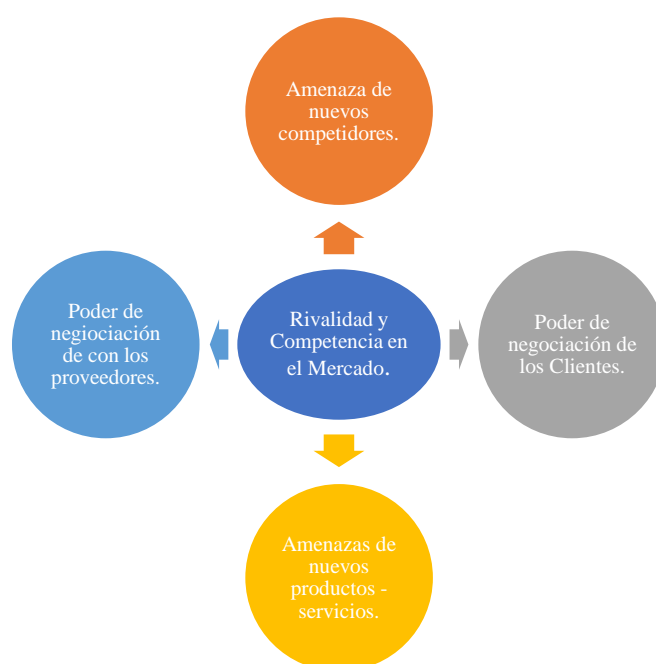 Amenaza de
nuevos
competidores.
Poder de
negiociación
de con los
proveedores.
Rivalidad y
Competencia en
el Mercado.
Poder de
negociación de
los Clientes.
Amenazas de
nuevos
productos -
servicios.